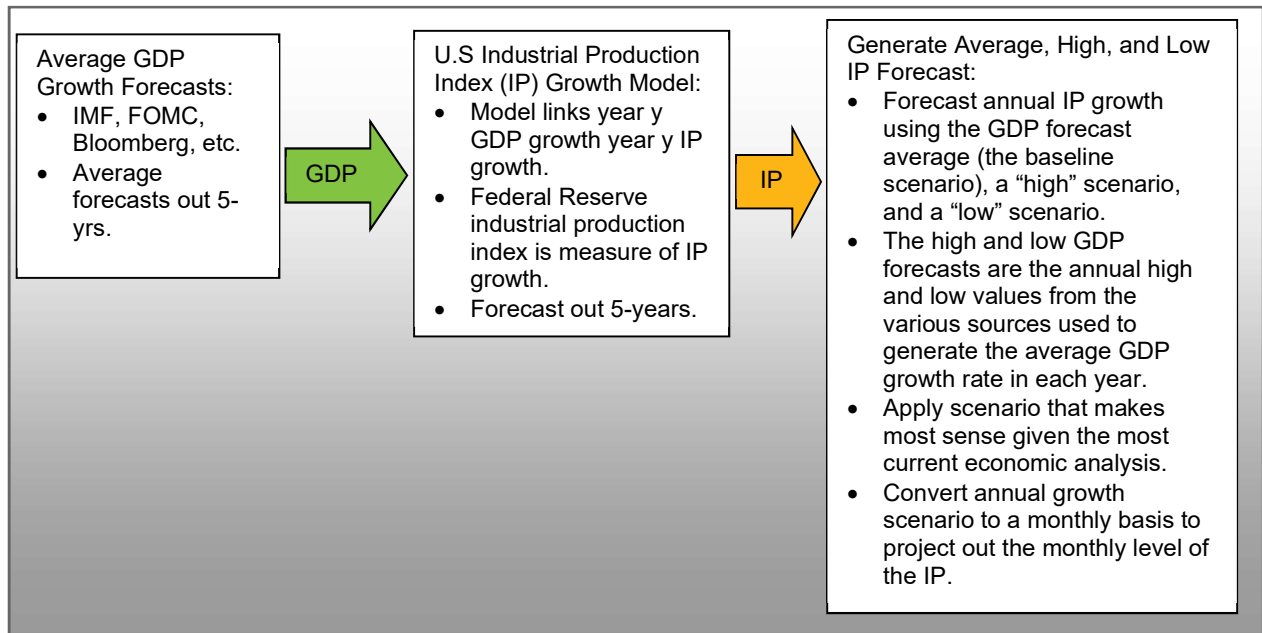 Average GDP
Growth Forecasts:
• IMF, FOMC,
Bloomberg, etc.
• Average
forecasts out 5-
yrs.
GDP
U.S Industrial Production
Index (IP) Growth Model:
• Model links year y
GDP growth year y IP
growth.
• Federal Reserve
industrial production
index is measure of IP
growth.
• Forecast out 5-years.
IP
Generate Average, High, and Low
IP Forecast:
• Forecast annual IP growth
using the GDP forecast
average (the baseline
scenario), a “high” scenario,
and a “low” scenario.
• The high and low GDP
forecasts are the annual high
and low values from the
various sources used to
generate the average GDP
growth rate in each year.
• Apply scenario that makes
most sense given the most
current economic analysis.
• Convert annual growth
scenario to a monthly basis to
project out the monthly level of
the IP.